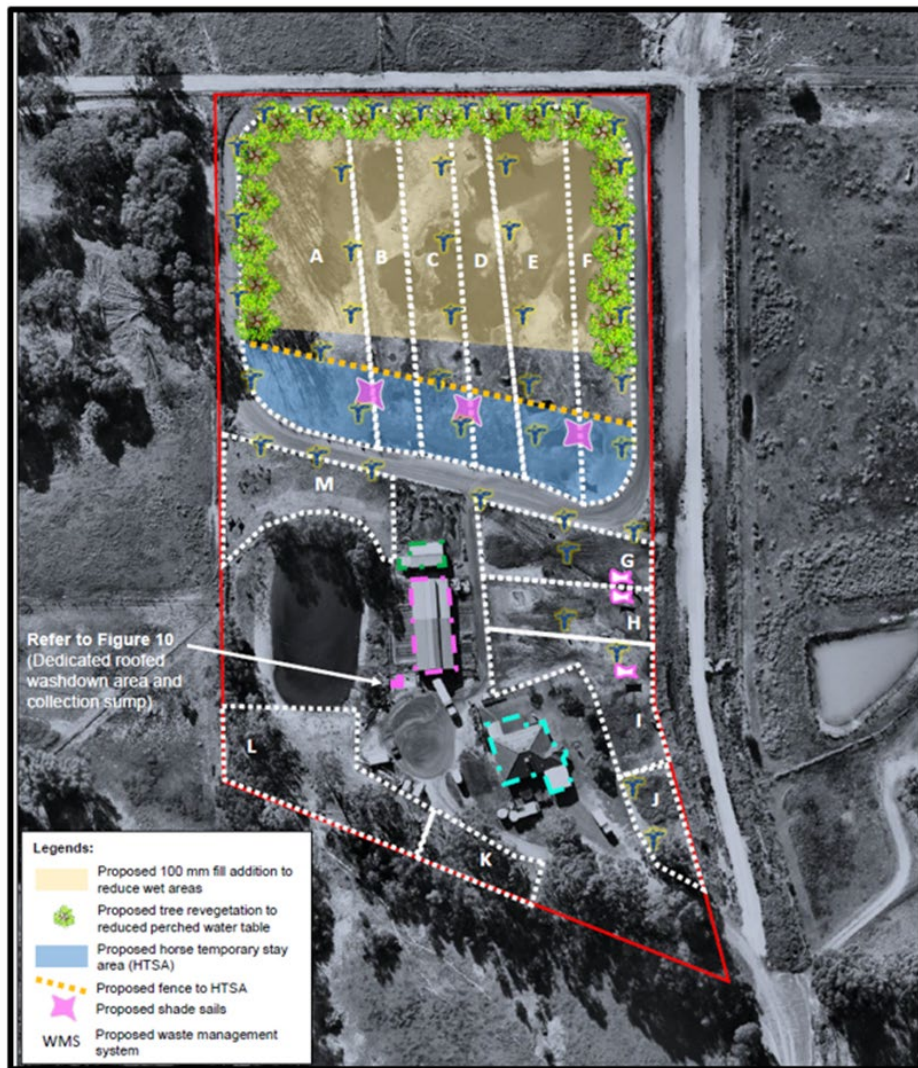 A
B
C
D
E
F
M
G
H
Refer to Figure 10
(Dedicated roofed
washdown area and
collection sump)
I
L
J
K
Legends:
Proposed 100 mm fill addition to
reduce wet areas
Proposed tree revegetation to
reduced perched water table
Proposed horse temporary stay
area (HTSA)
Proposed fence to HTSA
Proposed shade sails
WMS
Proposed waste management
system